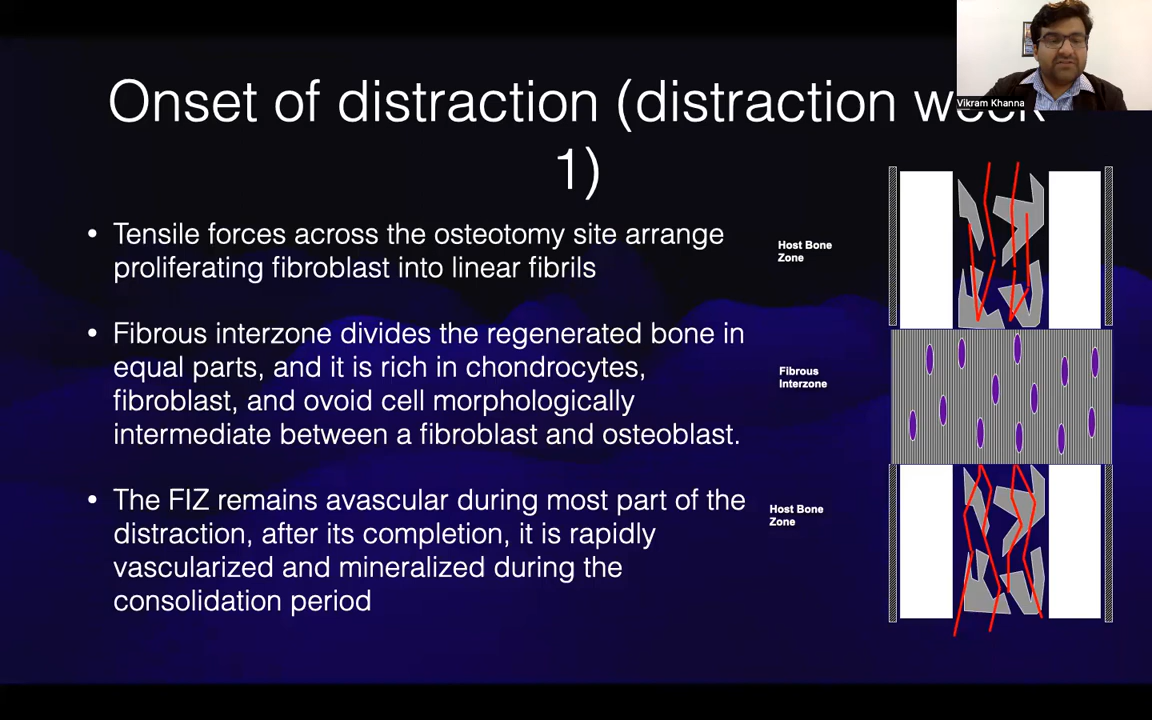 Onset of distraction (distraction week
1)
Vikram Khanna
• Tensile forces across the osteotomy site arrange
proliferating fibroblast into linear fibrils
• Fibrous interzone divides the regenerated bone in
equal parts, and it is rich in chondrocytes,
fibroblast, and ovoid cell morphologically
intermediate between a fibroblast and osteoblast.
• The FIZ remains avascular during most part of the
distraction, after its completion, it is rapidly
vascularized and mineralized during the
consolidation period
Host Bone
Zone
Fibrous
Interzone
Host Bone
Zone